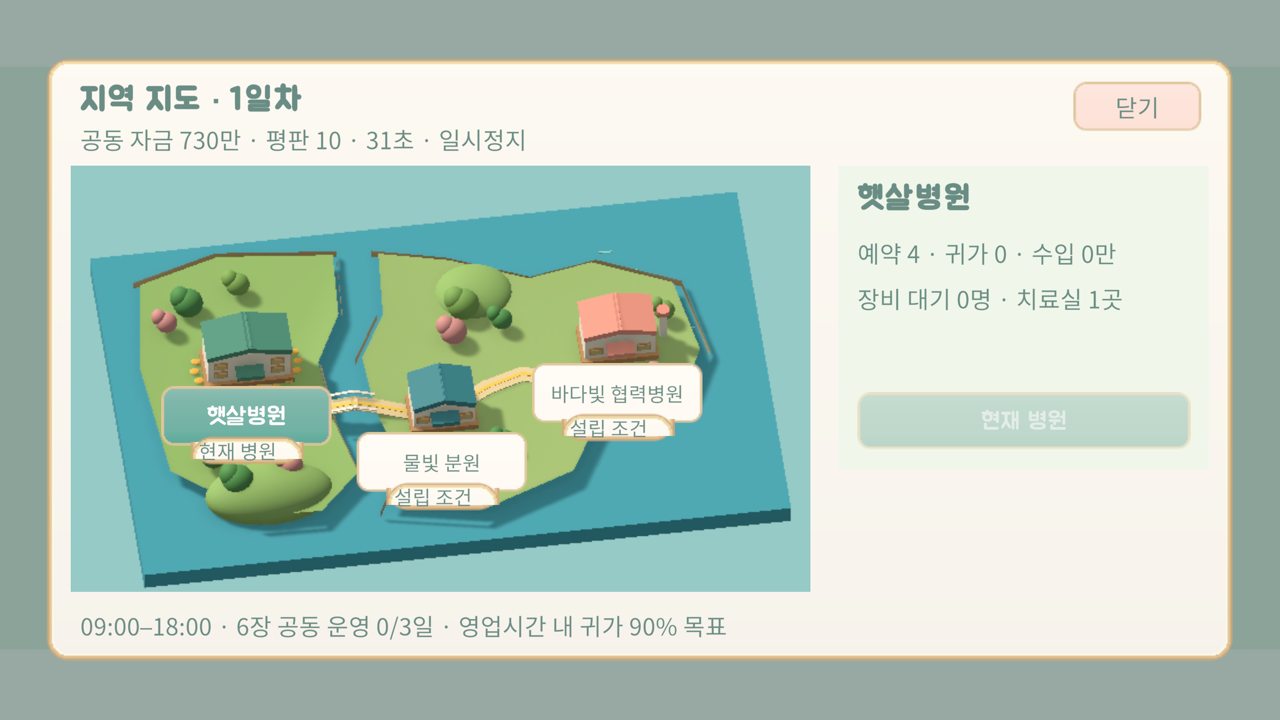 지역 지도 · 1일차
닫기
공동 자금 730만 · 평판 10 · 31초 · 일시정지
햇살병원
예약 4 · 귀가 0 · 수입 0만
장비 대기 0명 · 치료실 1곳
현재 병원
바다빛 협력병원
설립 조건
햇살병원
현재 병원
물빛 분원
설립 조건
09:00–18:00 · 6장 공동 운영 0/3일 · 영업시간 내 귀가 90% 목표